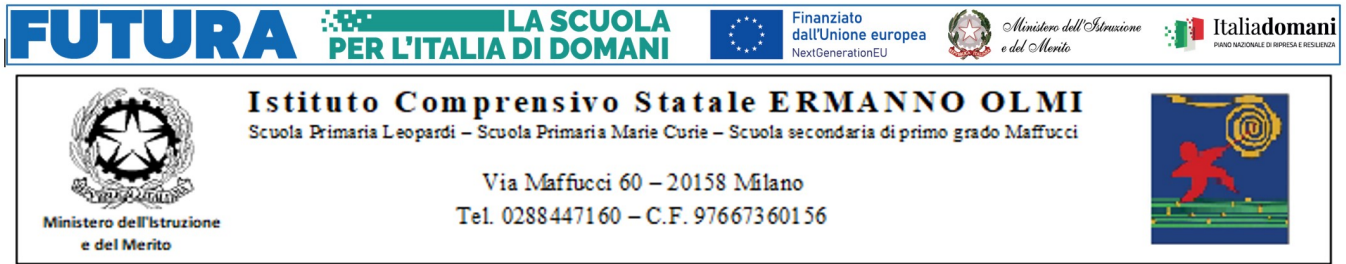 FUTURA
LA SCUOLA
PER L'ITALIA DI DOMANI
Finanziato
dall'Unione europea
NextGenerationEU
Ministero dell'Istruzione
e del Merito
Italiadomani
PIANO NAZIONALE DI RIPRESA E RESILIENZA
Istituto Comprensivo Statale ERMANNO OLMI
Scuola Primaria Leopardi – Scuola Primaria Marie Curie – Scuola secondaria di primo grado Maffucci
Via Maffucci 60 – 20158 Milano
Tel. 0288447160 – C.F. 97667360156
Ministero dell'Istruzione
e del Merito